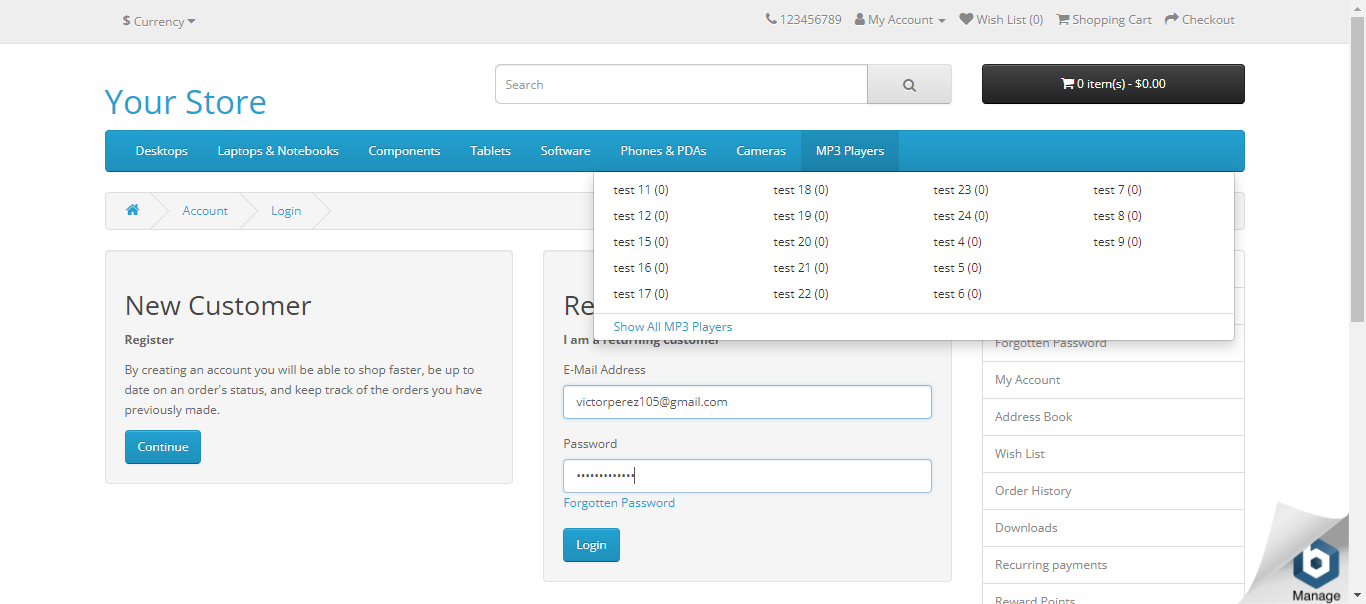 $ Currency
123456789 My Account Wish List (0) Shopping Cart Checkout
Your Store
Search
0 item(s) - $0.00
Desktops Laptops & Notebooks Components Tablets Software Phones & PDAs Cameras MP3 Players
test 11 (0) test 18 (0) test 23 (0) test 7 (0)
test 12 (0) test 19 (0) test 24 (0) test 8 (0)
test 15 (0) test 20 (0) test 4 (0) test 9 (0)
test 16 (0) test 21 (0) test 5 (0)
test 17 (0) test 22 (0) test 6 (0)
Show All MP3 Players
Account Login
New Customer
Register
By creating an account you will be able to shop faster, be up to
date on an order's status, and keep track of the orders you have
previously made.
Continue
Re
I am a returning customer
E-Mail Address
victorperez105@gmail.com
Password
•••••••••••••
Forgotten Password
Login
Forgotten Password
My Account
Address Book
Wish List
Order History
Downloads
Recurring payments
Reward Points
b
Manage